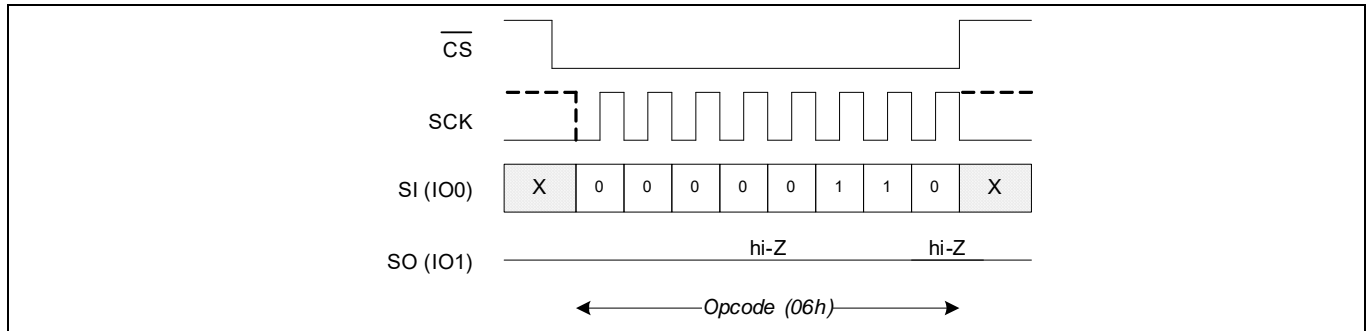 CS
SCK
SI (IO0) X 0 0 0 0 0 1 1 0 X
hi-Z hi-Z
SO (IO1)
Opcode (06h)